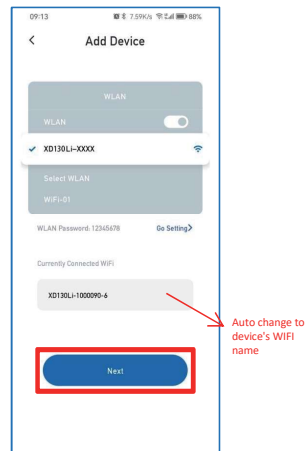 09:13 7.59K/s 88%
Add Device
WLAN
WLAN
XD130Li-XXXX
Select WLAN
WiFi-01
WLAN Password: 12345678 Go Setting
Currently Connected WiFi
XD130Li-1000090-6
Auto change to
device's WIFI
name
Next